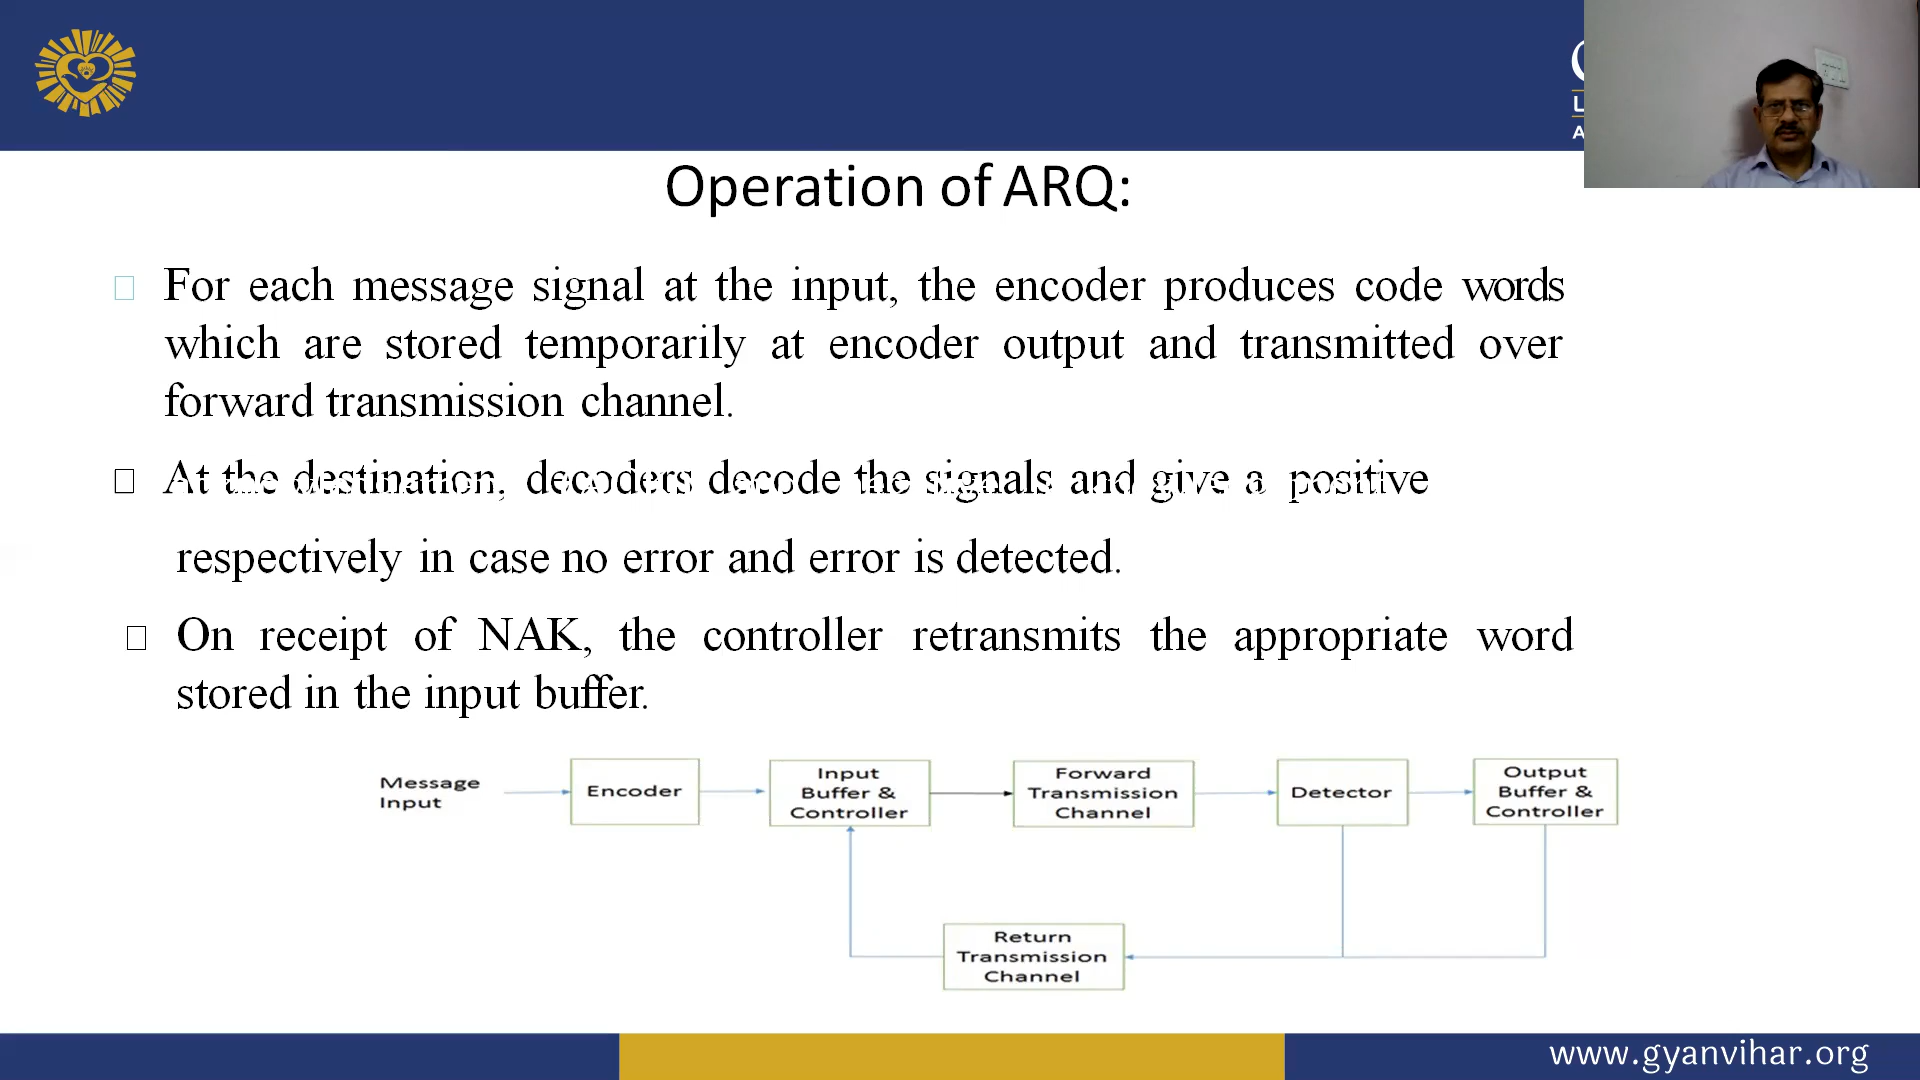 Operation of ARQ:
For each message signal at the input, the encoder produces code words
which are stored temporarily at encoder output and transmitted over
forward transmission channel.
At the destination, decoders decode the signals and give a positive
respectively in case no error and error is detected.
On receipt of NAK, the controller retransmits the appropriate word
stored in the input buffer.
Message
Input
Encoder
Input
Buffer &
Controller
Forward
Transmission
Channel
Detector
Output
Buffer &
Controller
Return
Transmission
Channel
www.gyanvihar.org